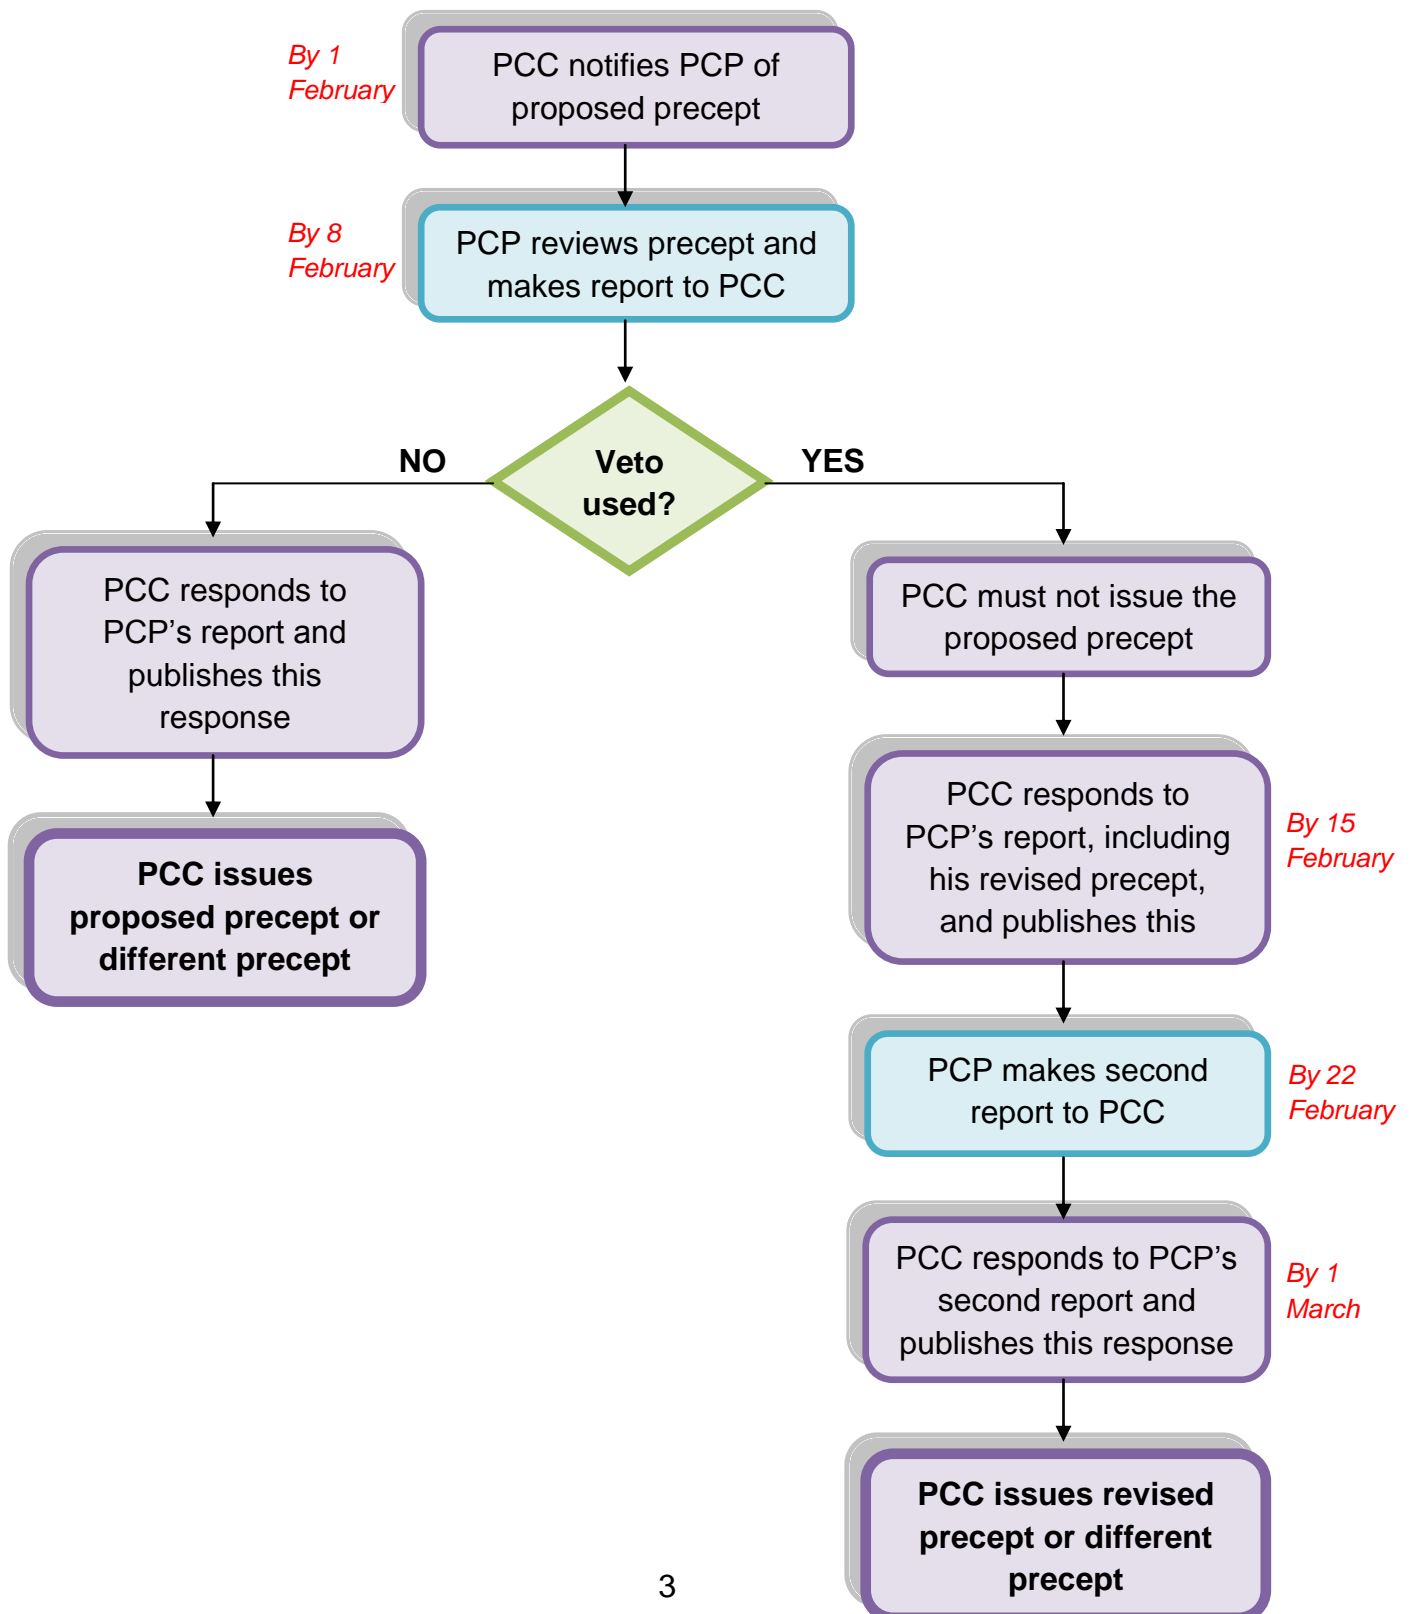 By 1
February
PCC notifies PCP of
proposed precept
By 8
February
PCP reviews precept and
makes report to PCC
NO
Veto
used?
YES
PCC responds to
PCP’s report and
publishes this
response
PCC issues
proposed precept or
different precept
PCC must not issue the
proposed precept
PCC responds to
PCP’s report, including
his revised precept,
and publishes this
By 15
February
PCP makes second
report to PCC
By 22
February
PCC responds to PCP’s
second report and
publishes this response
By 1
March
PCC issues revised
precept or different
precept
3